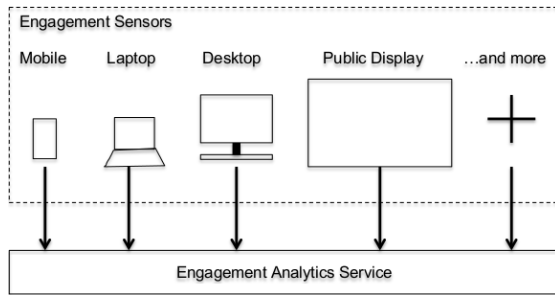 Engagement Sensors
Mobile Laptop Desktop Public Display ...and more
Engagement Analytics Service